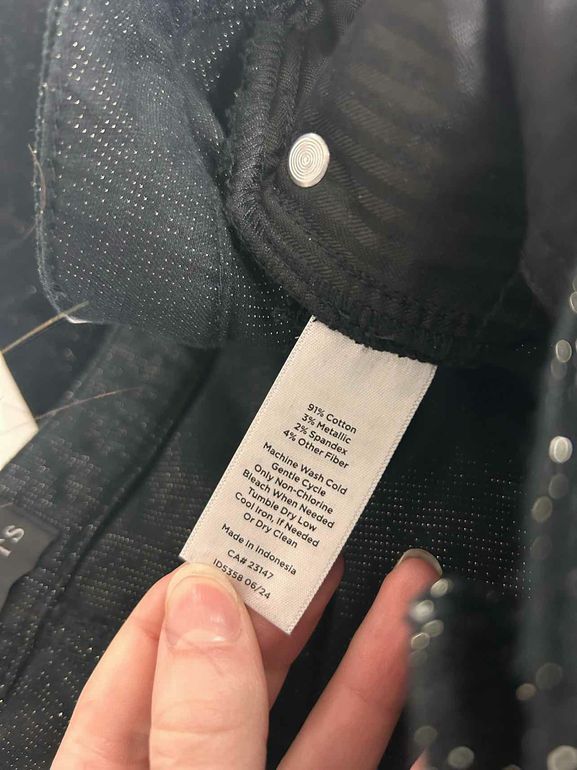 91% Cotton
3% Metallic
2% Spandex
4% Other Fiber
Machine Wash Cold
Gentle Cycle
Only Non-Chlorine
Bleach When Needed
Tumble Dry Low
Cool Iron, If Needed
Or Dry Clean
Made in Indonesia
CA# 23147
ID5358 06/24